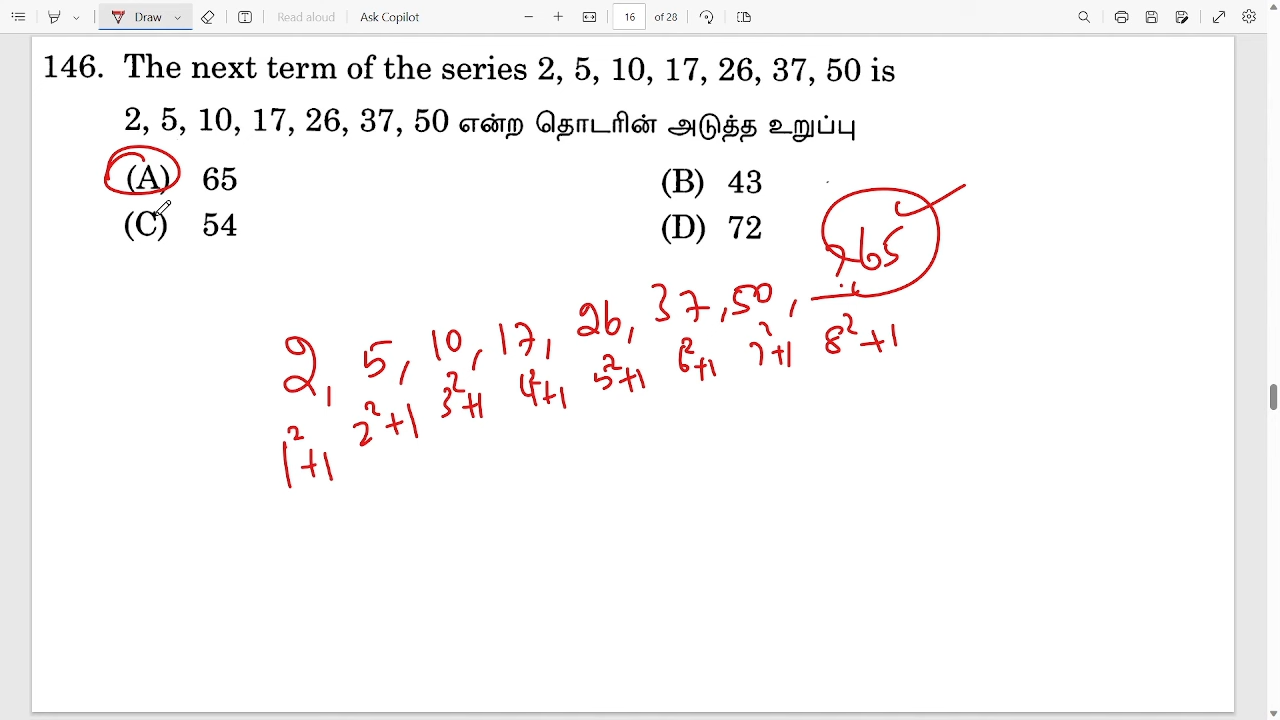 Draw
Read aloud
Ask Copilot
16
of 28
146. The next term of the series 2, 5, 10, 17, 26, 37, 50 is
2, 5, 10, 17, 26, 37, 50 என்ற தொடரின் அடுத்த உறுப்பு
(A) 65
(B) 43
(C) 54
(D) 72
65
2, 5, 10, 17, 26, 37, 50,
1²+1 2²+1 3²+1 4²+1 5²+1 6²+1 7²+1 8²+1